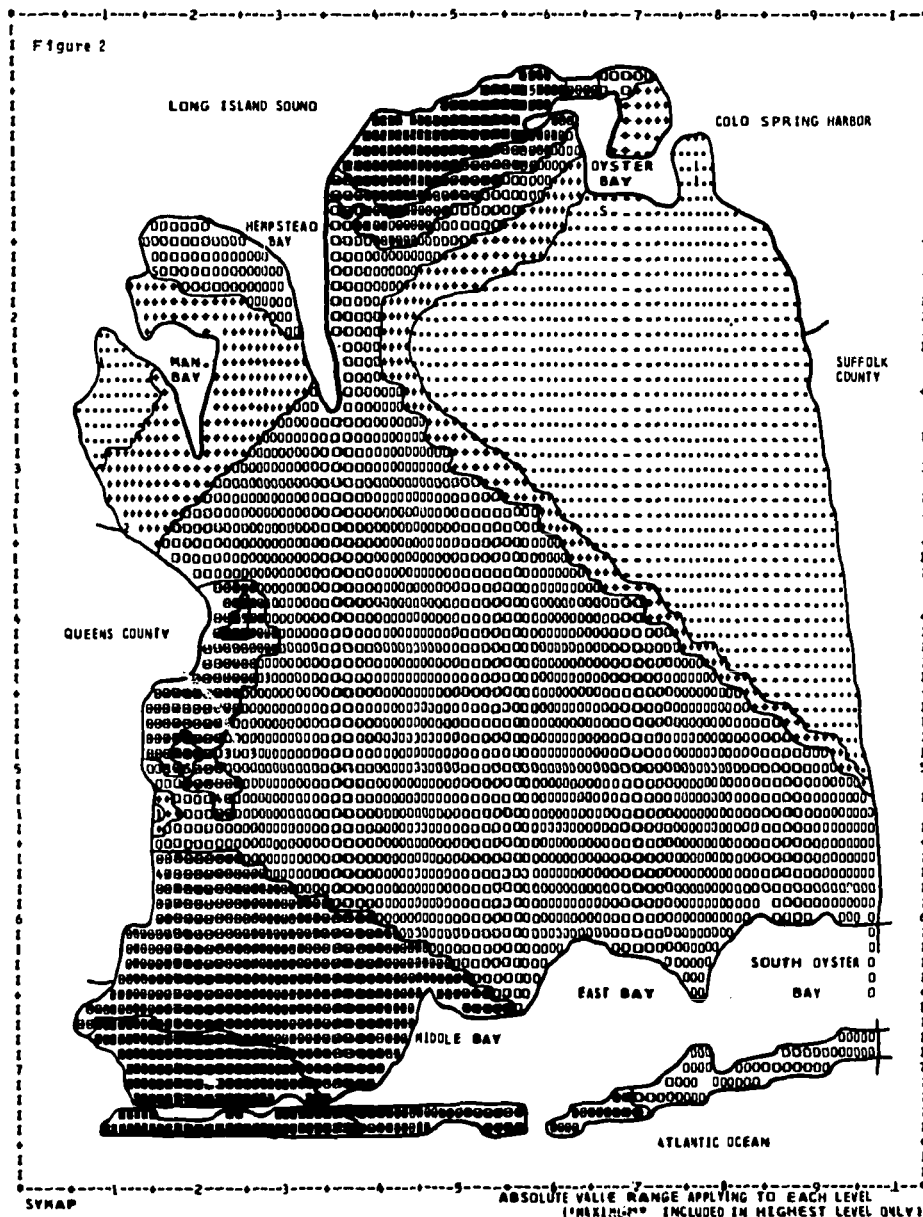 Figure 2
LONG ISLAND SOUND
COLD SPRING HARBOR
OYSTER
BAY
HEMPSTEAD
BAY
MAN
BAY
SUFFOLK
COUNTY
QUEENS COUNTY
SOUTH OYSTER
BAY
EAST BAY
MIDDLE BAY
ATLANTIC OCEAN
SYMAP
ABSOLUTE VALUE RANGE APPLYING TO EACH LEVEL
INCLUDED IN HIGHEST LEVEL ONLY)